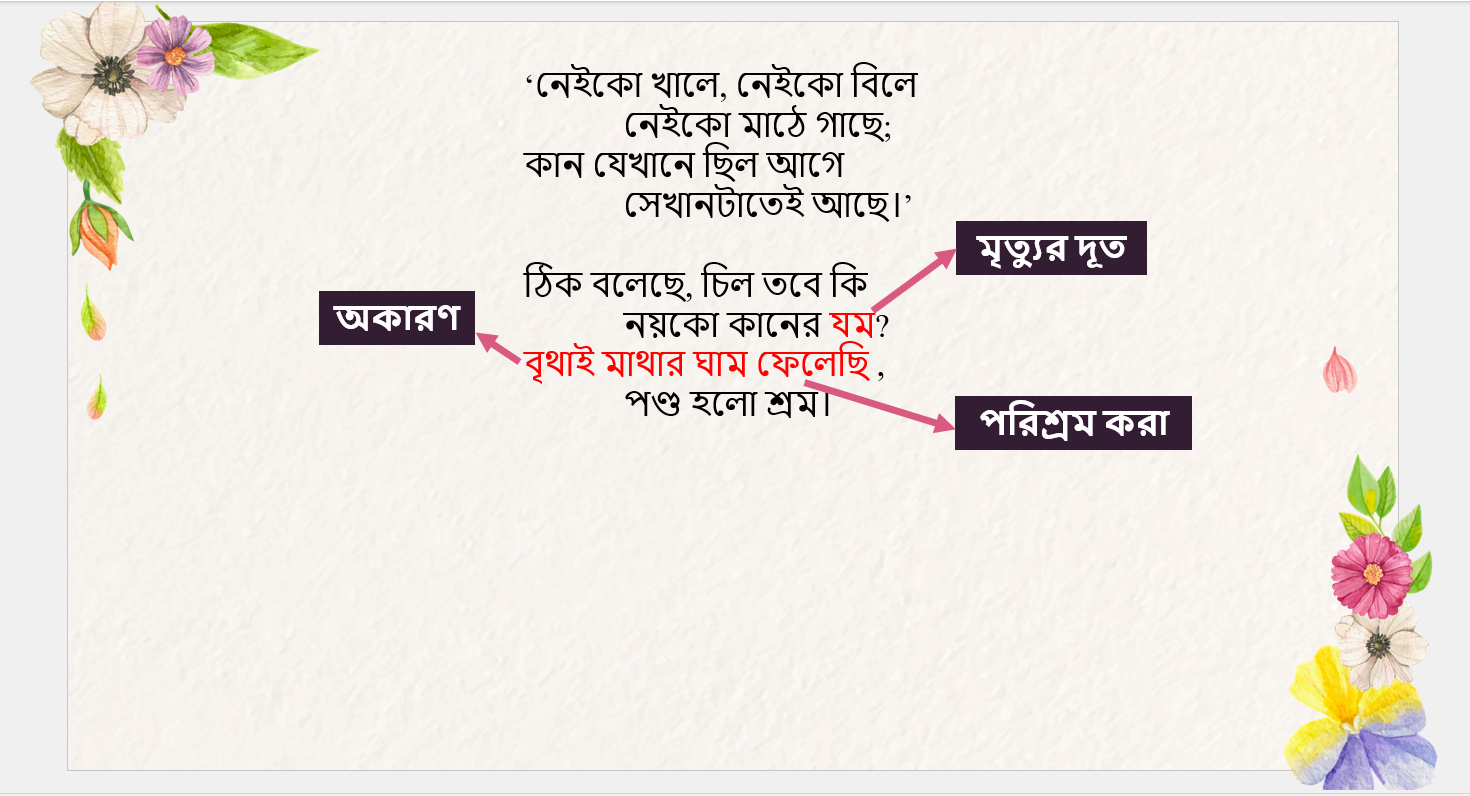 ‘নেইকো খালে, নেইকো বিলে
নেইকো মাঠে গাছে;
কান যেখানে ছিল আগে
সেখানটাতেই আছে।’
মৃত্যুর দূত
ঠিক বলেছে, চিল তবে কি
অকারণ
নয়কো কানের যম?
বৃথাই মাথার ঘাম ফেলেছি ,
পণ্ড হলো শ্রম।
পরিশ্রম করা